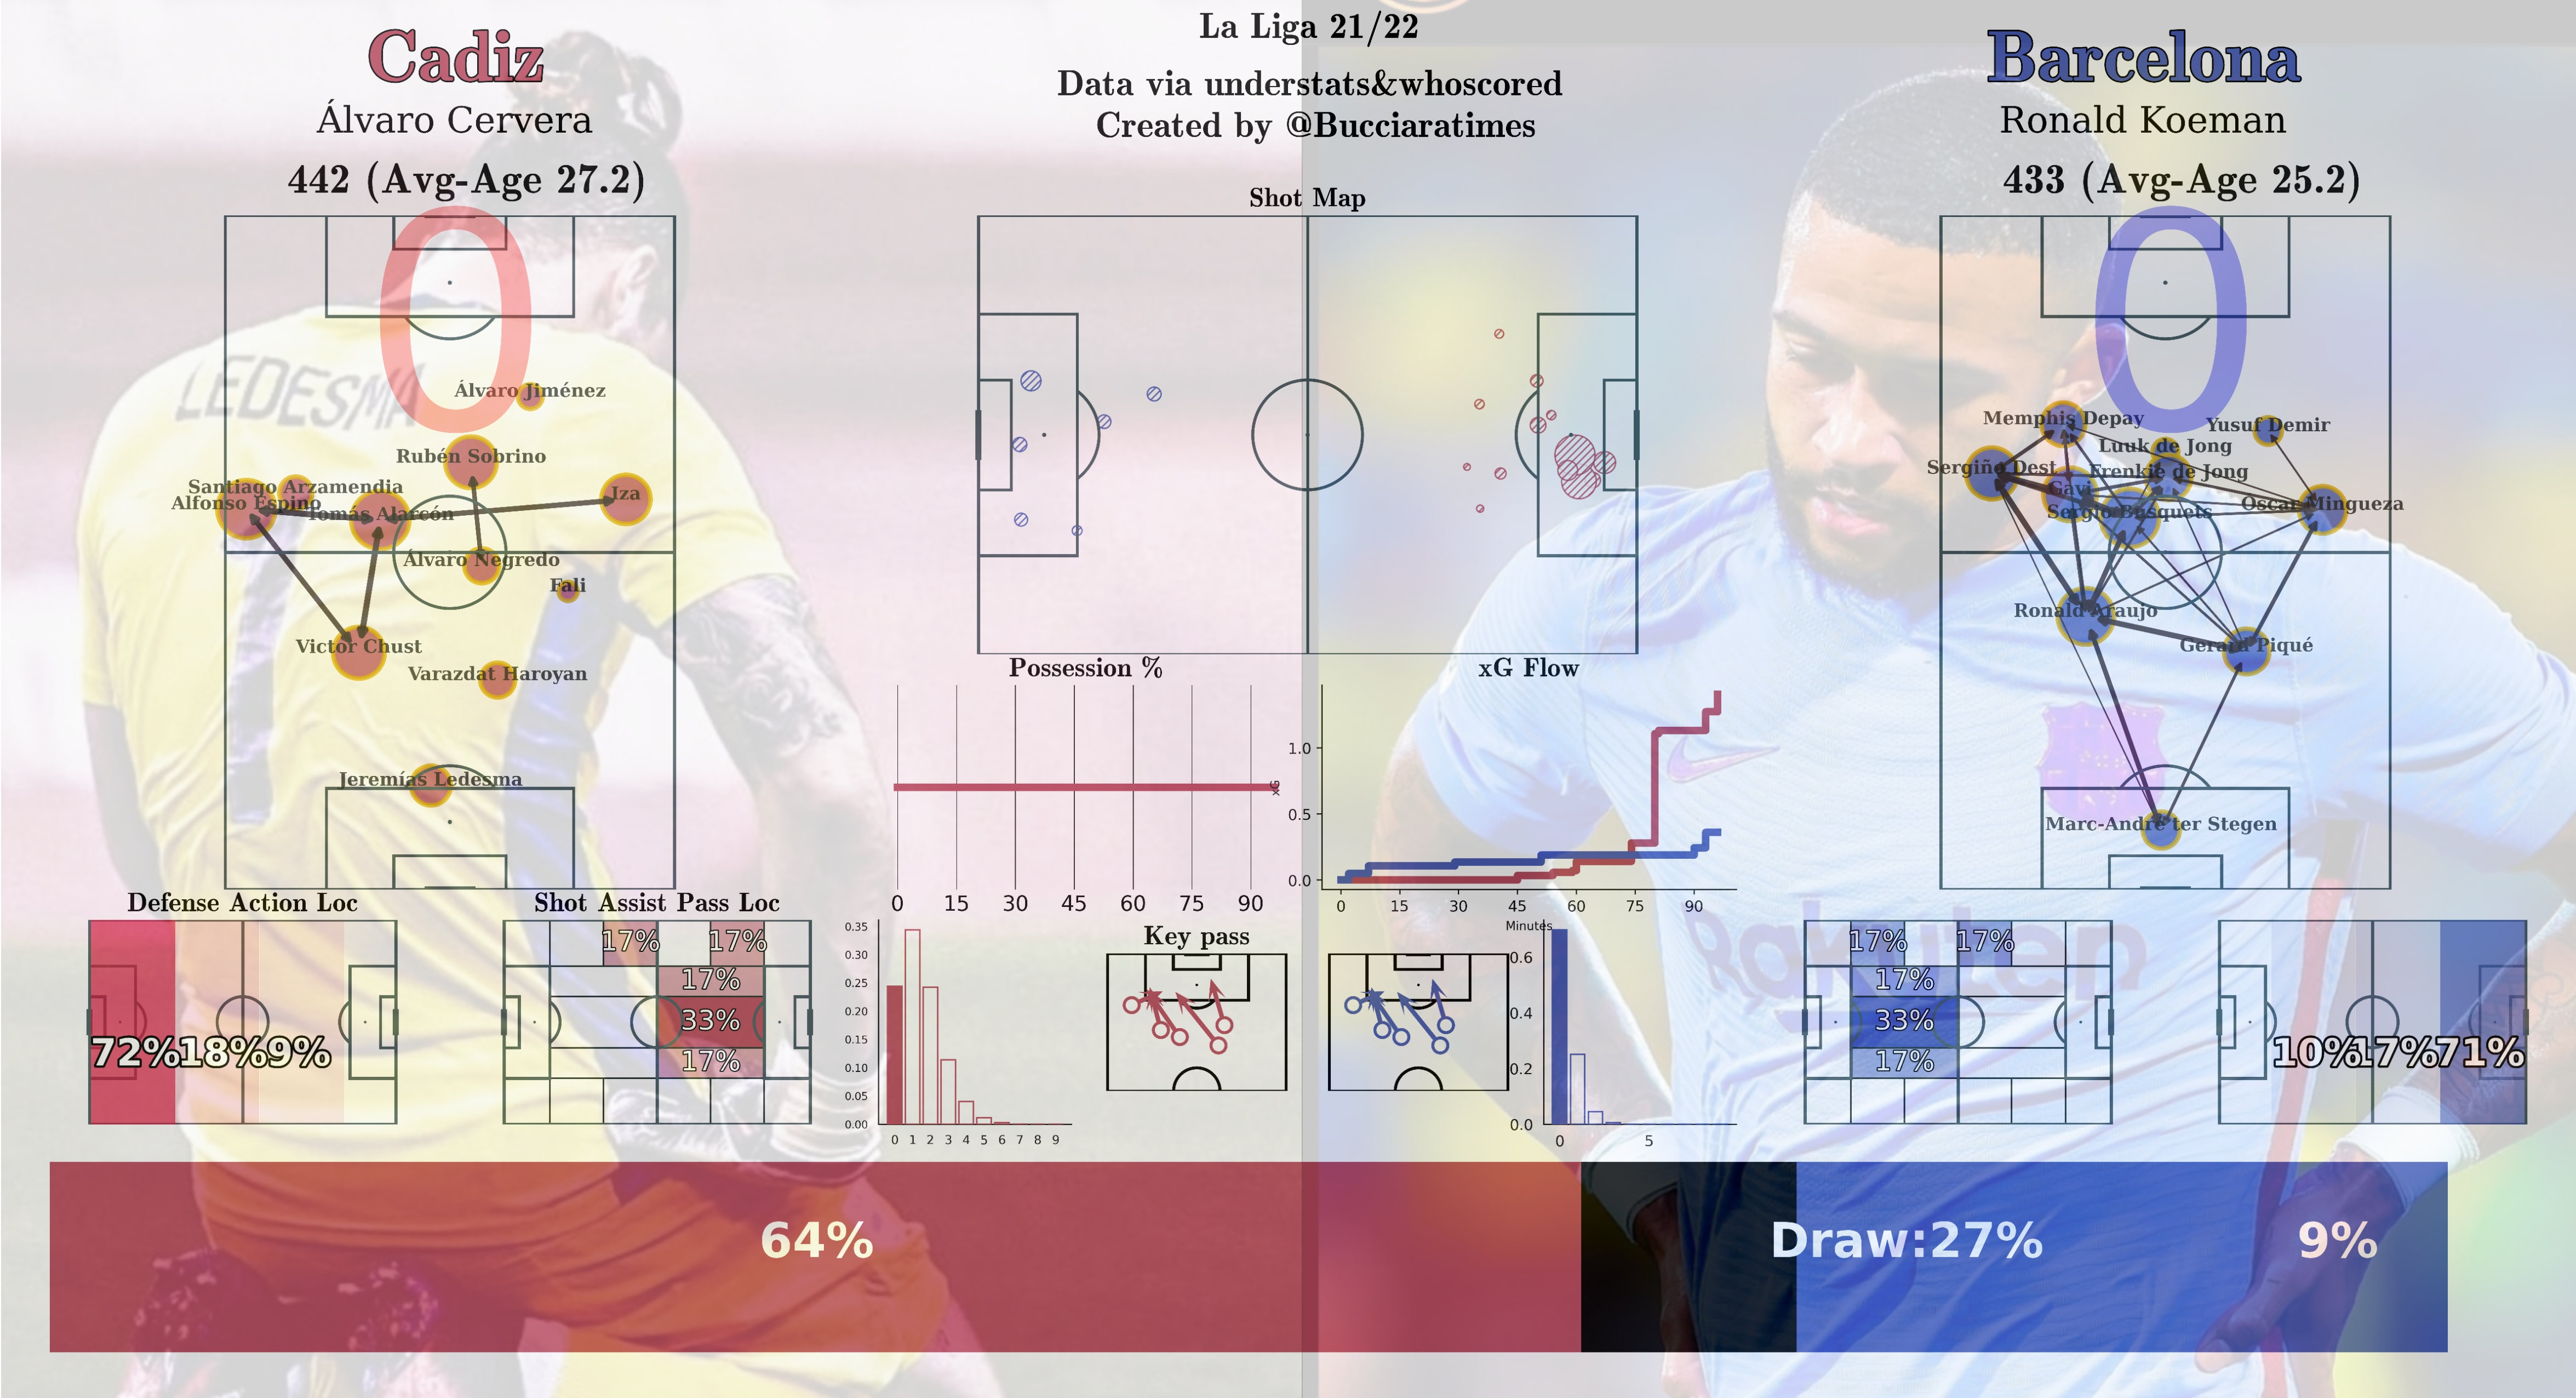 La Liga 21/22
Cadiz
Barcelona
Data via understats&whoscored
Álvaro Cervera
Ronald Koeman
Created by @Bucciaratimes
442 (Avg-Age 27.2)
433 (Avg-Age 25.2)
Shot Map
0
0
LEDESMA
Álvaro Jiménez
Rubén Sobrino
Santiago Arzamendia
Alfonso Espino
Tomás Alarcón
Iza
Álvaro Negredo
Fali
Victor Chust
Varazdat Haroyan
Jeremías Ledesma
Memphis Depay
Yusuf Demir
Luuk de Jong
Sergiño Dest
Frenkie de Jong
Gavi
Oscar Mingueza
Sergio Busquets
Ronald Araujo
Gerard Piqué
Marc-André ter Stegen
Possession %
0 15 30 45 60 75 90
xG Flow
xG
1.0
0.5
0.0
0 15 30 45 60 75 90
Minutes
Defense Action Loc
72% 18% 9%
Shot Assist Pass Loc
17% 17%
17%
33%
17%
0.35
0.30
0.25
0.20
0.15
0.10
0.05
0.00
0 1 2 3 4 5 6 7 8 9
Key pass
0.6
0.4
0.2
0.0
0 5
17% 17%
17%
33%
17%
Rakuten
10% 17% 71%
64%
Draw:27%
9%